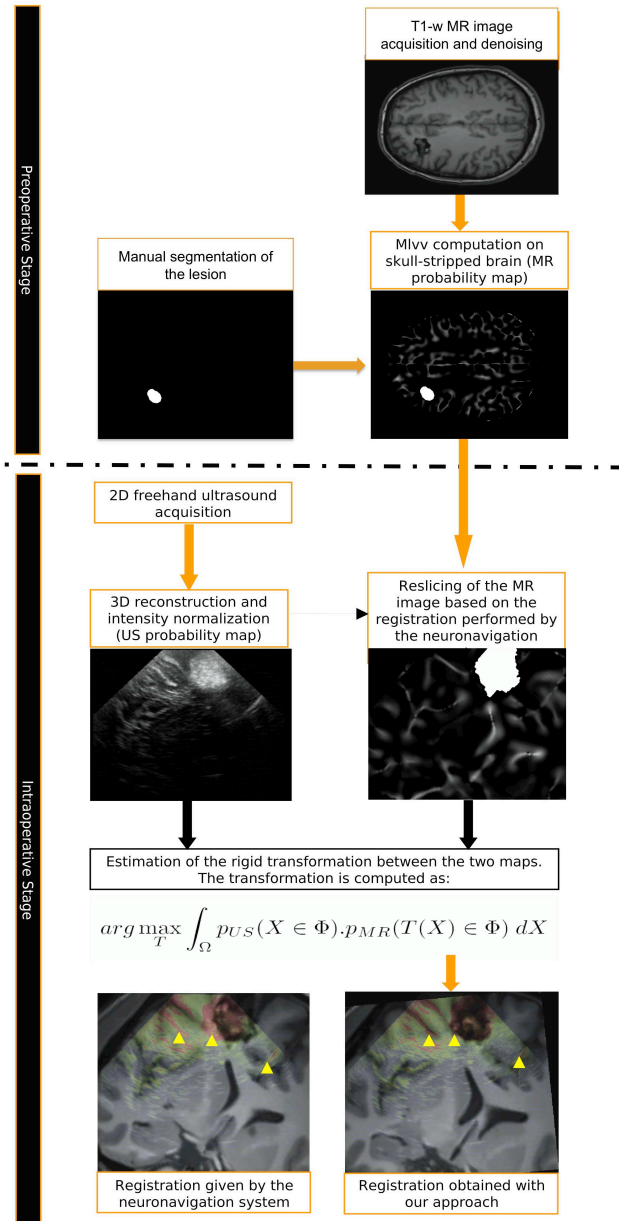 Preoperative Stage
T1-w MR image
acquisition and denoising
Manual segmentation of
the lesion
Mlvv computation on
skull-stripped brain (MR
probability map)
Intraoperative Stage
2D freehand ultrasound
acquisition
3D reconstruction and
intensity normalization
(US probability map)
Reslicing of the MR
image based on the
registration performed by
the neuronavigation
Estimation of the rigid transformation between the two maps.
The transformation is computed as:
arg max_T ∫_Ω p_{US}(X ∈ Φ).p_{MR}(T(X) ∈ Φ) dX
Registration given by the
neuronavigation system
Registration obtained with
our approach